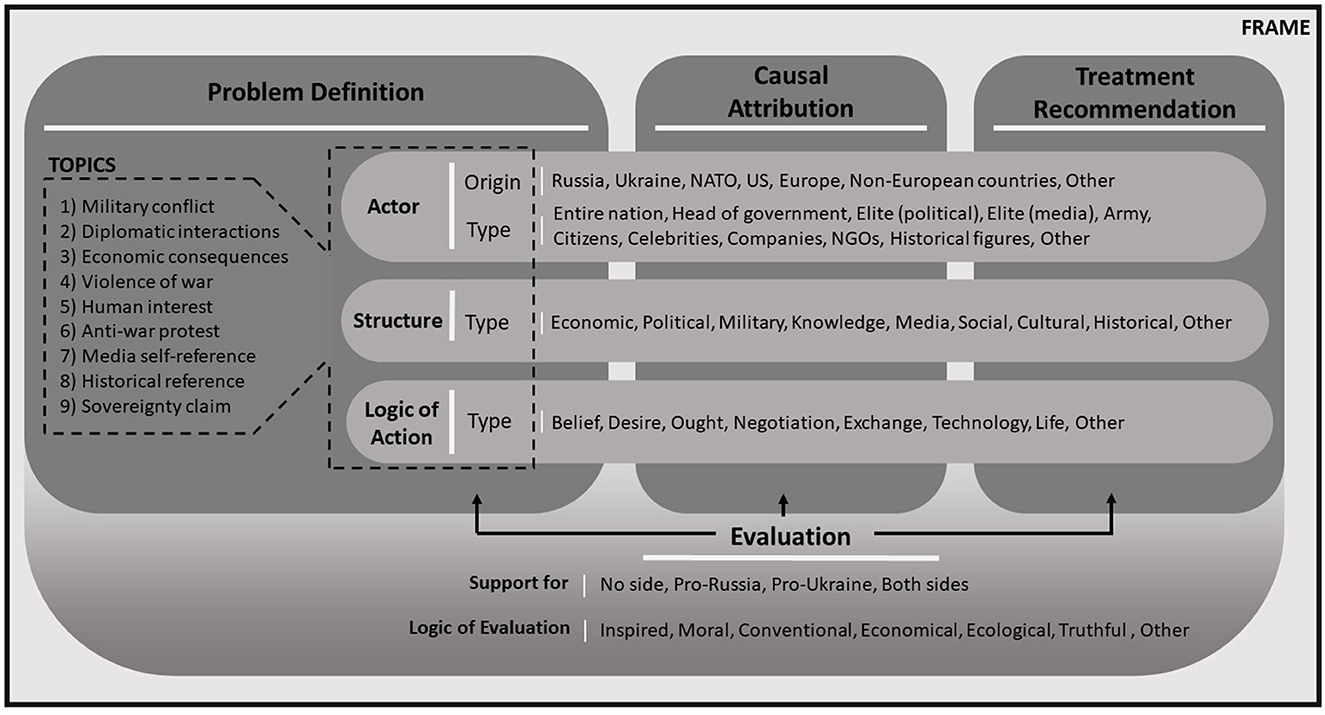 FRAME
Problem Definition
Causal
Attribution
Treatment
Recommendation
TOPICS
1) Military conflict
2) Diplomatic interactions
3) Economic consequences
4) Violence of war
5) Human interest
6) Anti-war protest
7) Media self-reference
8) Historical reference
9) Sovereignty claim
Actor
Origin
Russia, Ukraine, NATO, US, Europe, Non-European countries, Other
Type
Entire nation, Head of government, Elite (political), Elite (media), Army,
Citizens, Celebrities, Companies, NGOs, Historical figures, Other
Structure
Type
Economic, Political, Military, Knowledge, Media, Social, Cultural, Historical, Other
Logic of
Action
Type
Belief, Desire, Ought, Negotiation, Exchange, Technology, Life, Other
Evaluation
Support for
No side, Pro-Russia, Pro-Ukraine, Both sides
Logic of Evaluation
Inspired, Moral, Conventional, Economical, Ecological, Truthful , Other